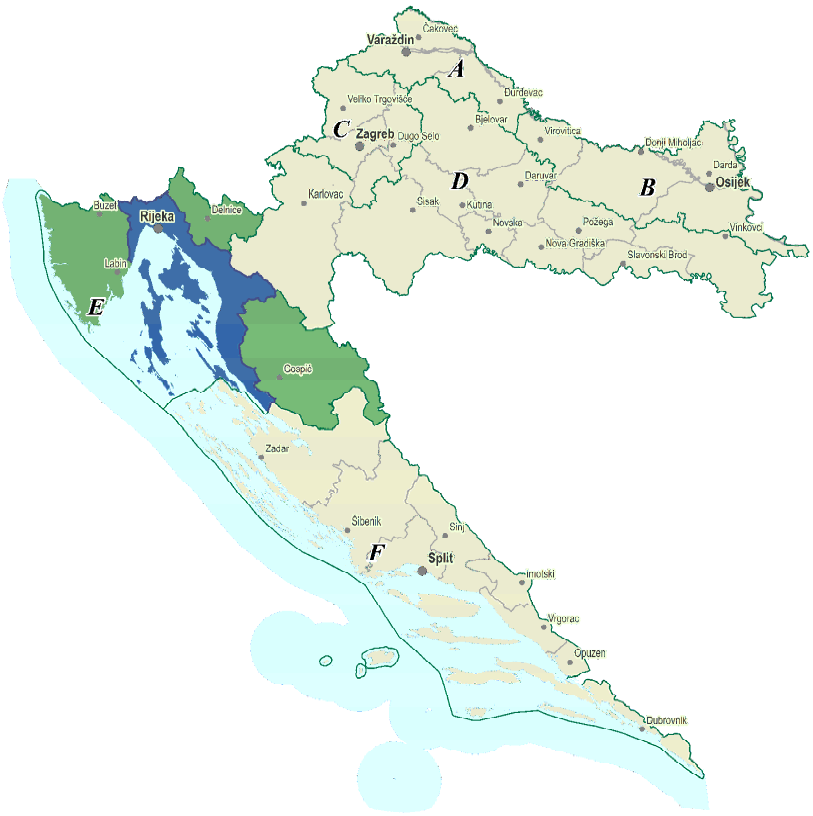 Čakovec
Varaždin
A
Đurđevac
Veliko Trgovišće
C
Zagreb
Dugo Selo
Bjelovar
Virovitica
Donji Miholjac
Darda
Osijek
B
D
Daruvar
Karlovac
Sisak
Kutina
Novska
Požega
Nova Gradiška
Vinkovci
Slavonski Brod
Buzet
Rijeka
Delnice
Labin
E
Gospić
Zadar
Šibenik
Sinj
F
Split
Imotski
Vrgorac
Opuzen
Dubrovnik